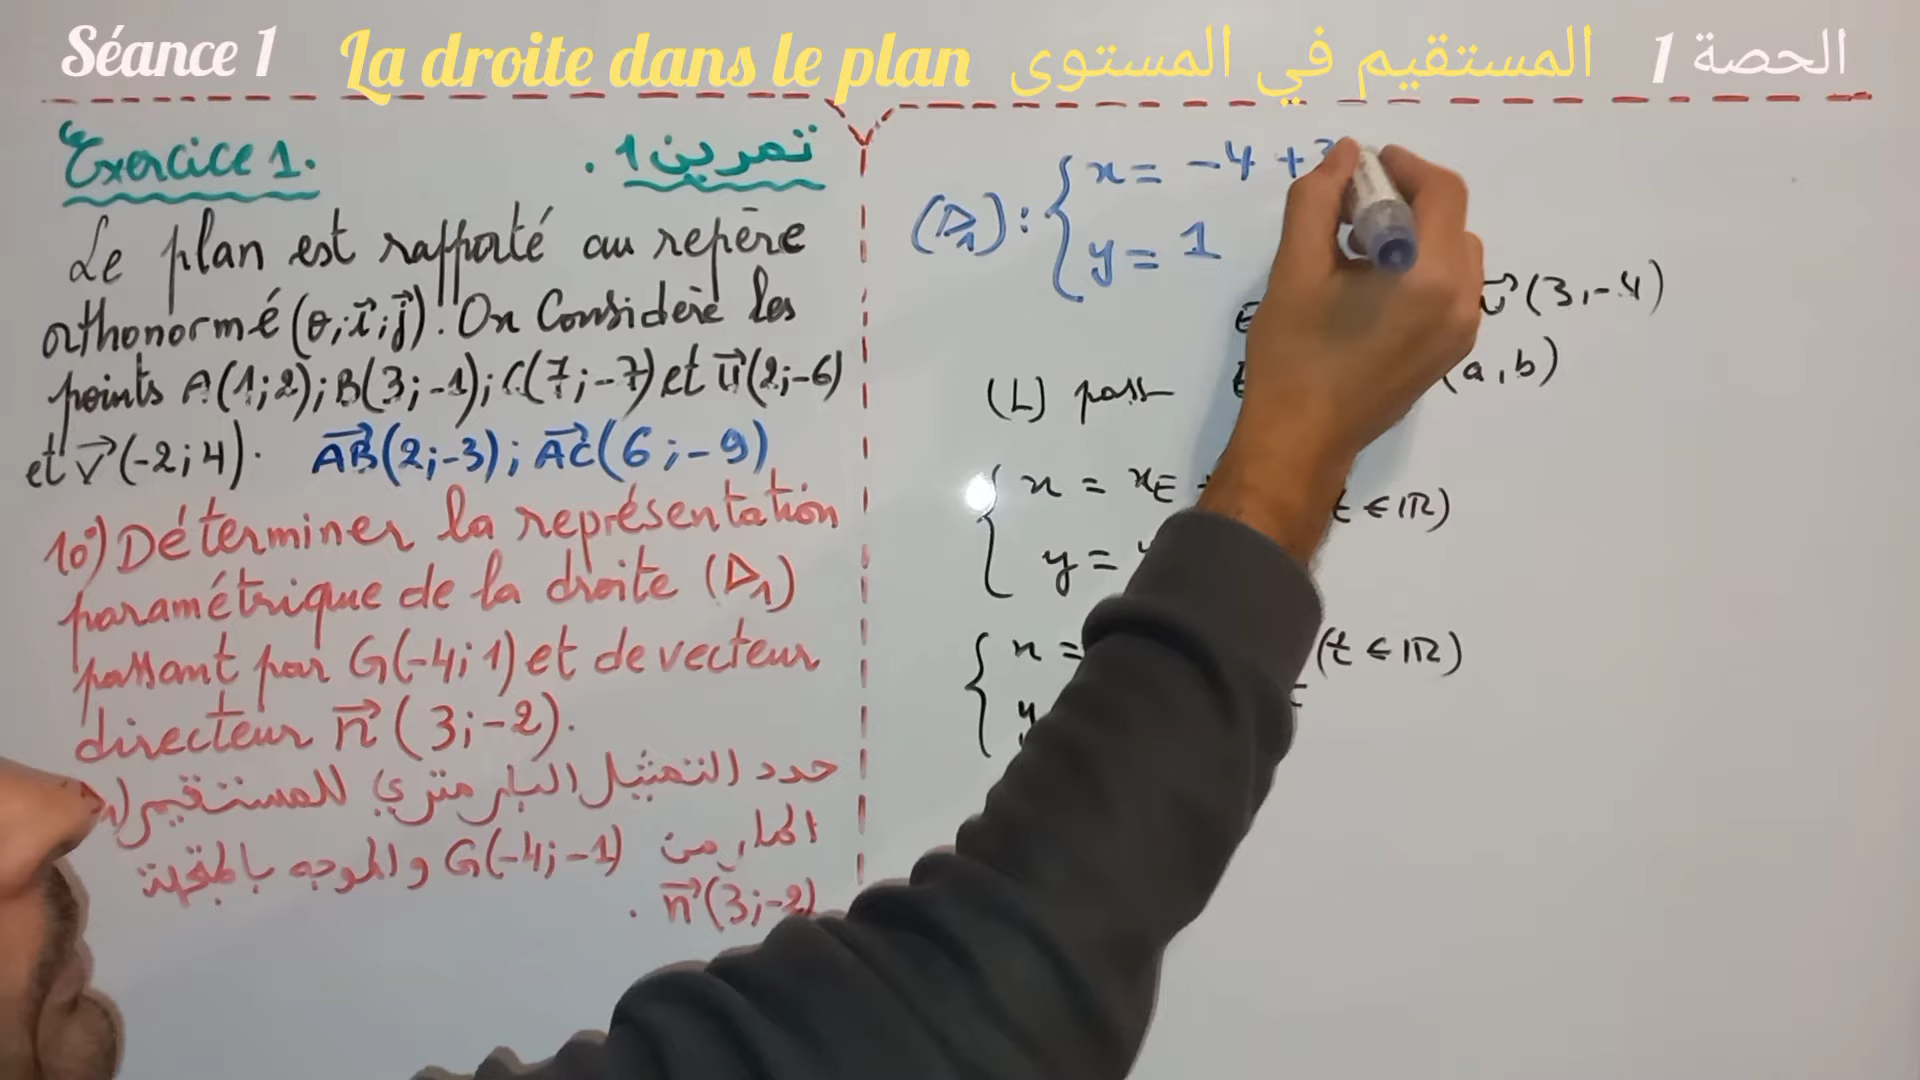 Séance 1 La droite dans le plan المستقيم في المستوى الحصة 1
Exercice 1. تمرين 1.
Le plan est rapporté au repère
orthonormé (o; i⃗; j⃗). On Considère les
points A(1;2); B(3;-1); C(7;-7) et u⃗(2;-6)
et v⃗(-2;4). AB⃗(2;-3); AC⃗(6;-9)
10°) Déterminer la représentation
paramétrique de la droite (D₁)
passant par G(-4;1) et de vecteur
directeur n⃗(3;-2).
حدد التمثيل البارمتري للمستقيم
المار من G(-4;-1) والموجه بالمتجهة
n⃗(3;-2).
(D₁): { x = -4 + 3
y = 1
(3,-4)
(L) pass (a,b)
{ x = xE t ∈ ℝ)
y =
{ x = (t ∈ ℝ)
y